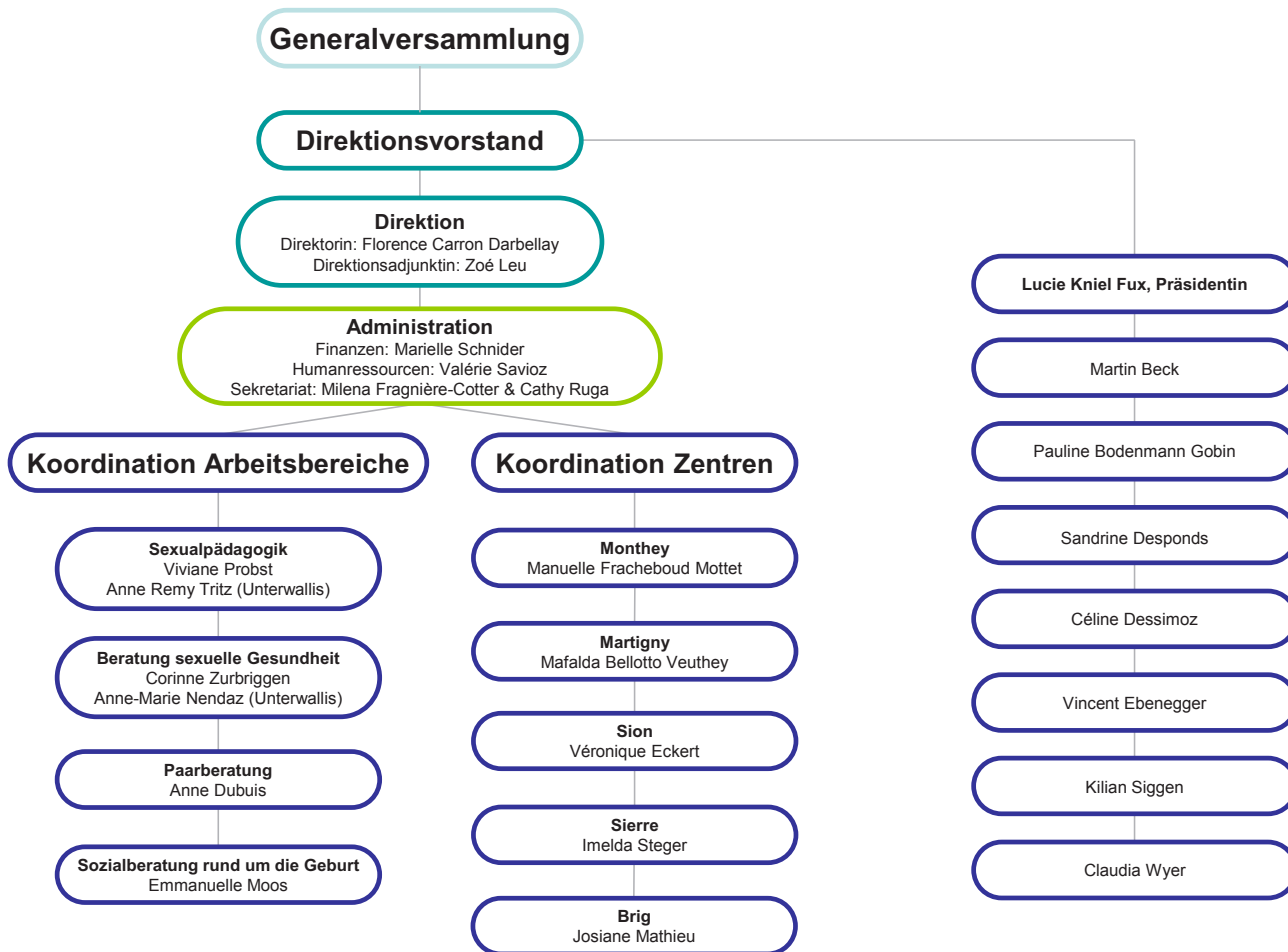 Generalversammlung
Direktionsvorstand
Direktion
Direktorin: Florence Carron Darbellay
Direktionsadjunktin: Zoé Leu
Administration
Finanzen: Marielle Schnider
Humanressourcen: Valérie Savioz
Sekretariat: Milena Fragnière-Cotter & Cathy Ruga
Koordination Arbeitsbereiche
Sexualpädagogik
Viviane Probst
Anne Remy Tritz (Unterwallis)
Beratung sexuelle Gesundheit
Corinne Zurbriggen
Anne-Marie Nendaz (Unterwallis)
Paarberatung
Anne Dubuis
Sozialberatung rund um die Geburt
Emmanuelle Moos
Koordination Zentren
Monthey
Manuelle Fracheboud Mottet
Martigny
Mafalda Bellotto Veuthey
Sion
Véronique Eckert
Sierre
Imelda Steger
Brig
Josiane Mathieu
Lucie Kniel Fux, Präsidentin
Martin Beck
Pauline Bodenmann Gobin
Sandrine Desponds
Céline Dessimoz
Vincent Ebenegger
Kilian Siggen
Claudia Wyer